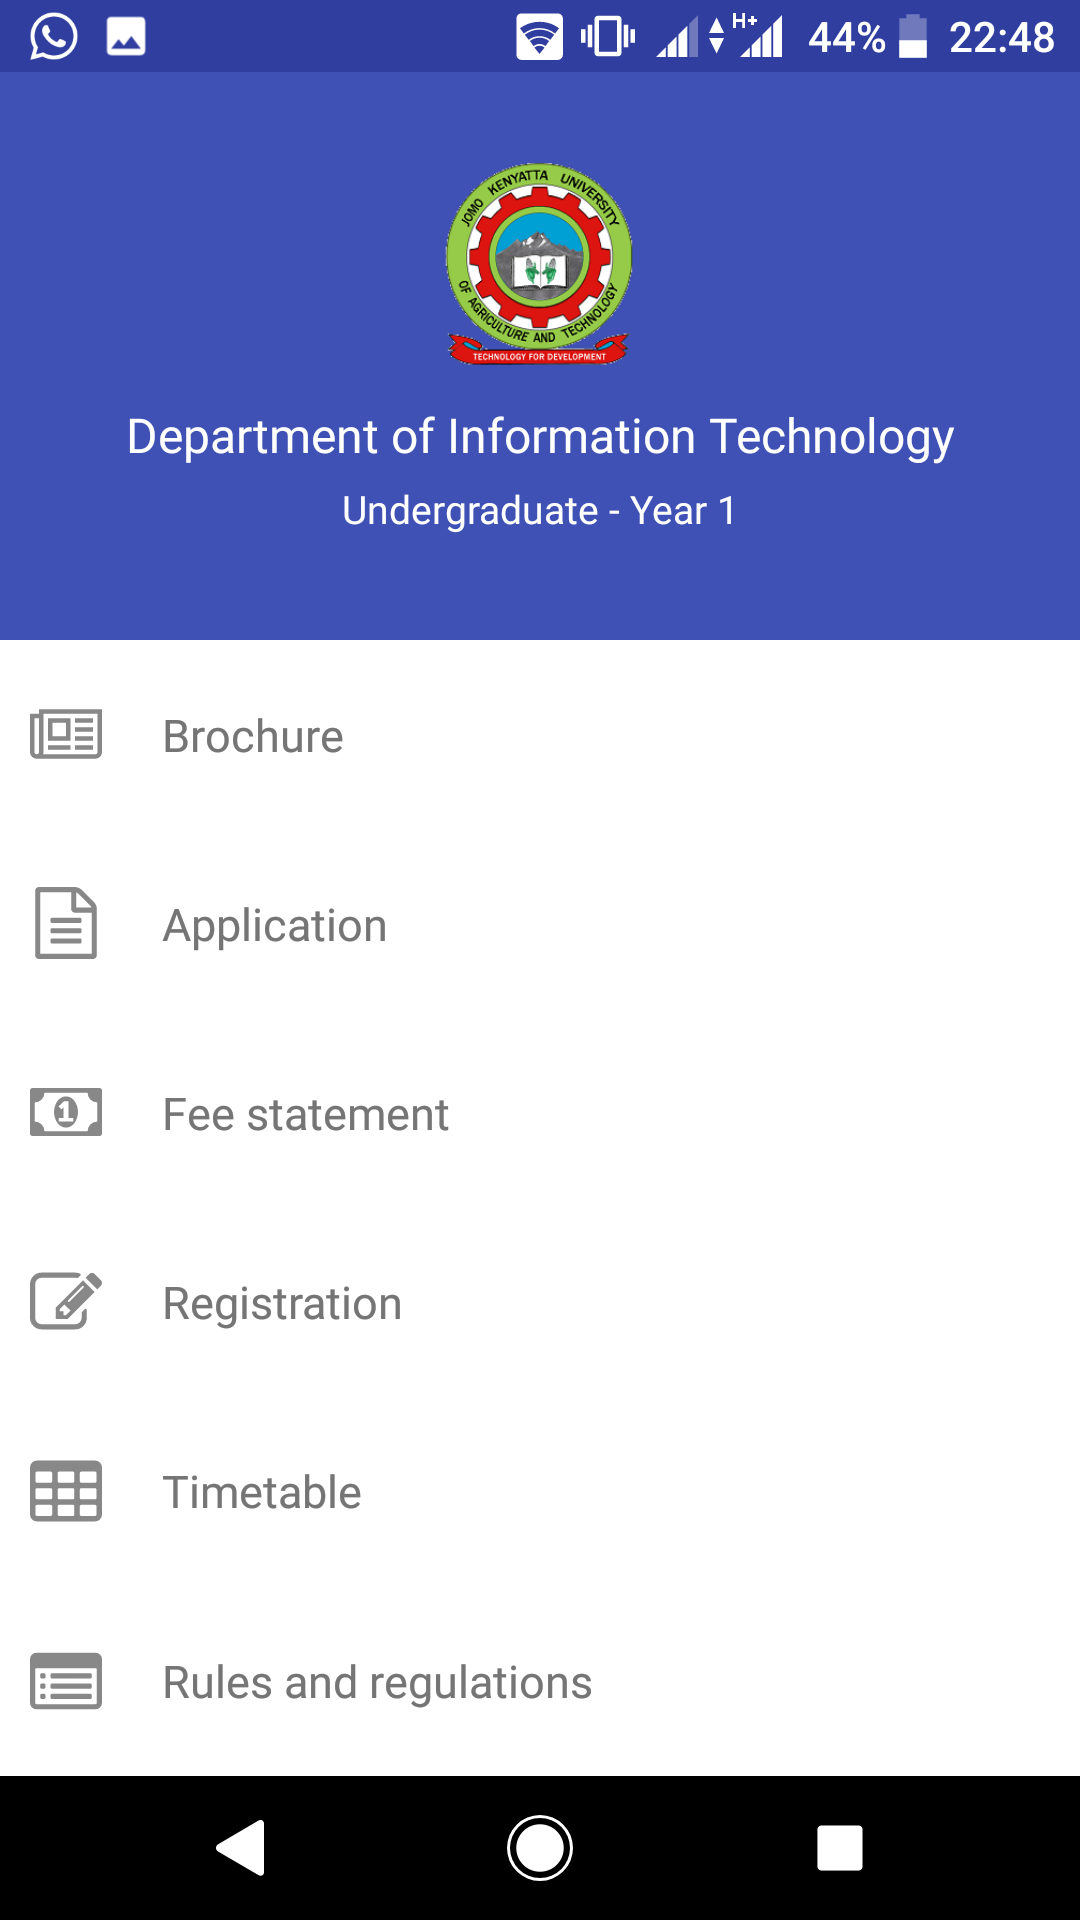 H+ 44% 22:48
JOMO KENYATTA UNIVERSITY
OF AGRICULTURE AND TECHNOLOGY
TECHNOLOGY FOR DEVELOPMENT
Department of Information Technology
Undergraduate - Year 1
Brochure
Application
1 Fee statement
Registration
Timetable
Rules and regulations